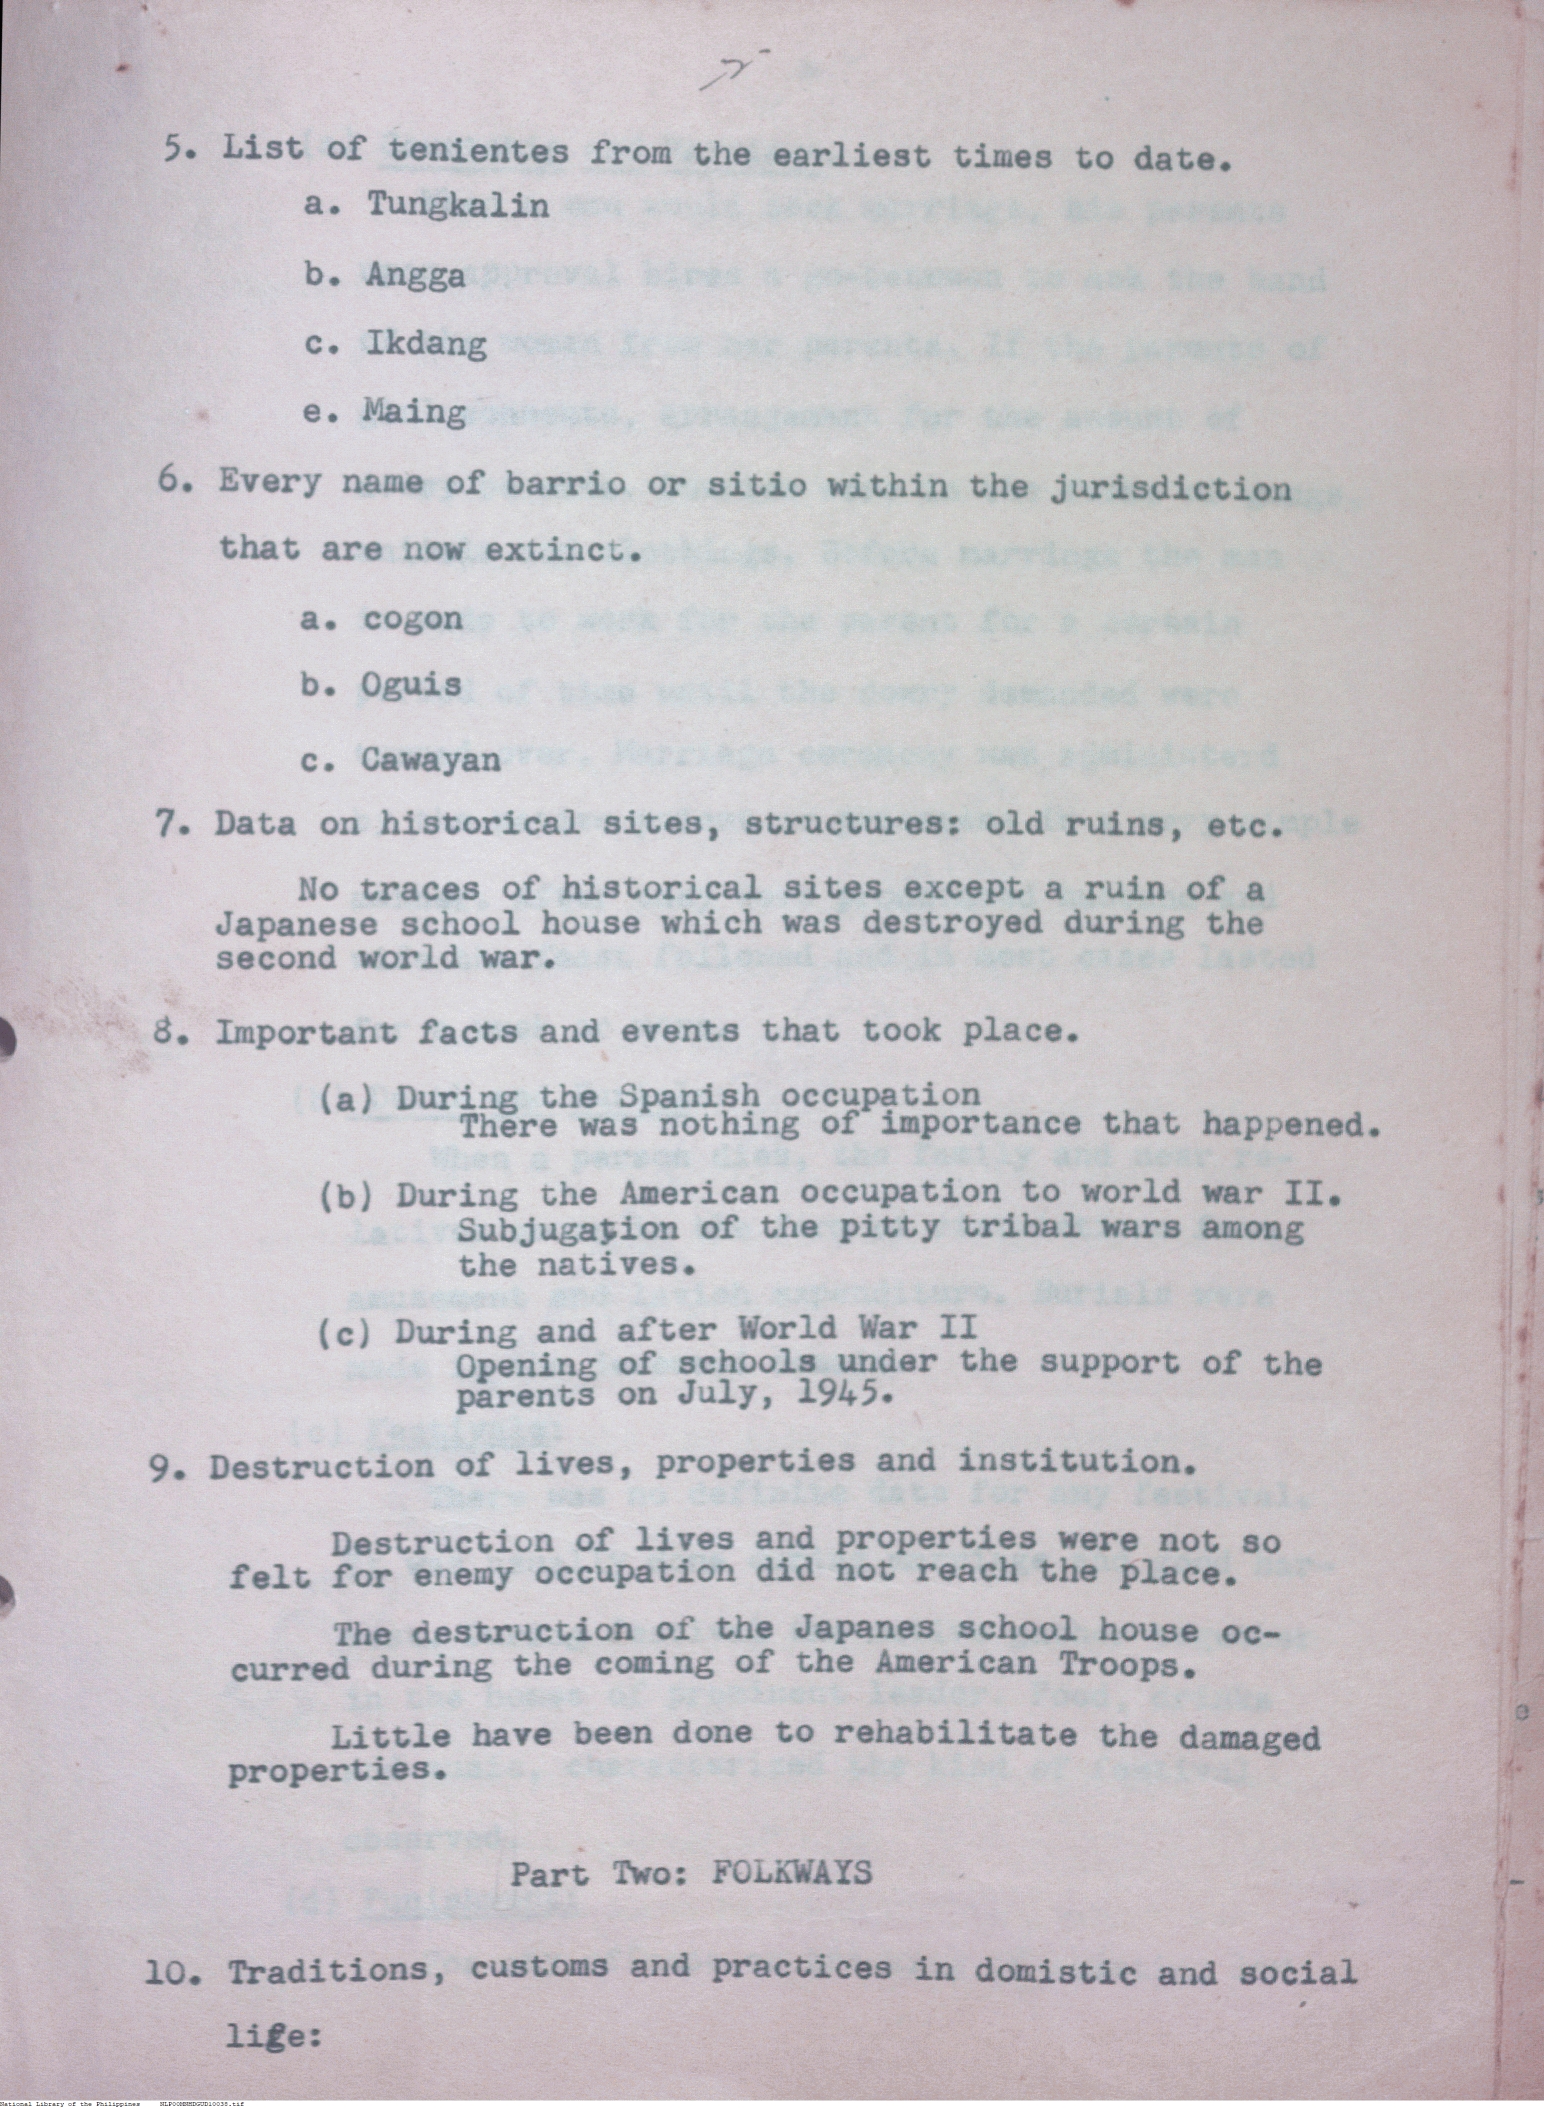 5. List of tenientes from the earliest times to date.
a. Tungkalin
b. Angga
c. Ikdang
e. Maing
6. Every name of barrio or sitio within the jurisdiction
that are now extinct.
a. cogon
b. Oguis
c. Cawayan
7. Data on historical sites, structures: old ruins, etc.
No traces of historical sites except a ruin of a
Japanese school house which was destroyed during the
second world war.
8. Important facts and events that took place.
(a) During the Spanish occupation
There was nothing of importance that happened.
(b) During the American occupation to world war II.
Subjugation of the pitty tribal wars among
the natives.
(c) During and after World War II
Opening of schools under the support of the
parents on July, 1945.
9. Destruction of lives, properties and institution.
Destruction of lives and properties were not so
felt for enemy occupation did not reach the place.
The destruction of the Japanes school house oc-
curred during the coming of the American Troops.
Little have been done to rehabilitate the damaged
properties.
Part Two: FOLKWAYS
10. Traditions, customs and practices in domistic and social
life:
National Library of the Philippines NLPOOMNHDGUD10038.tif